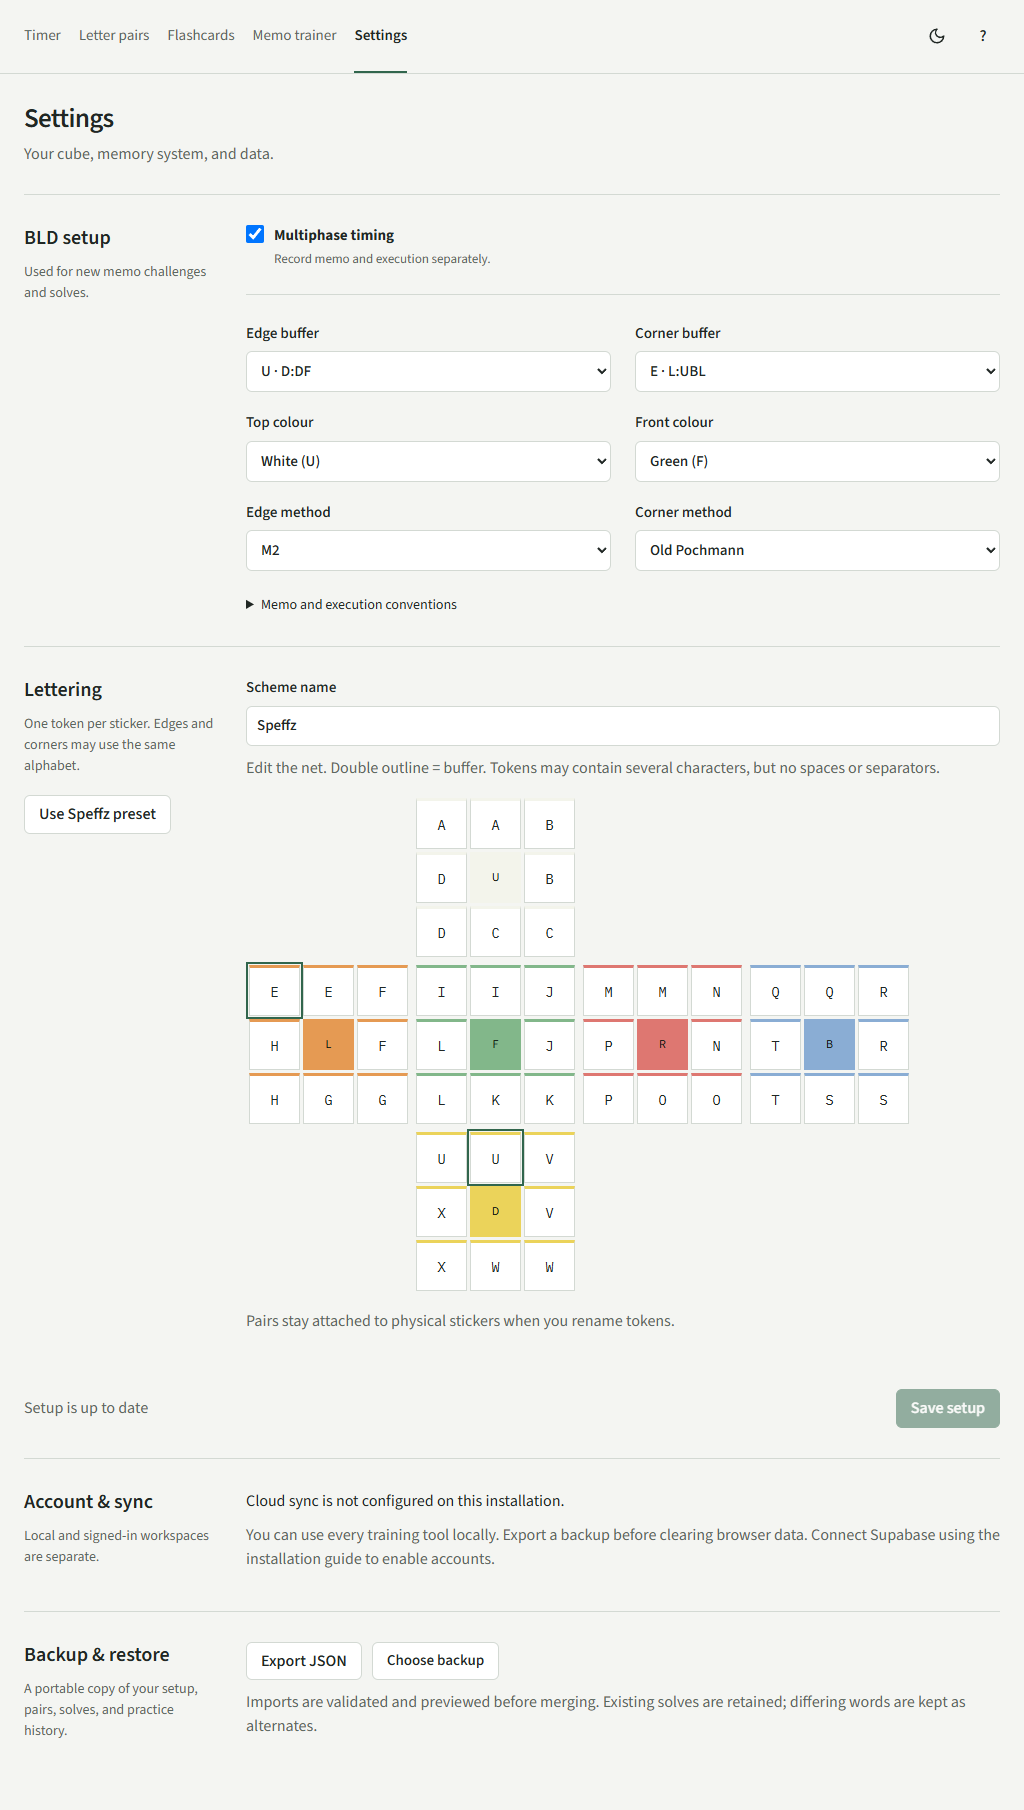 Timer Letter pairs Flashcards Memo trainer Settings ?
Settings
Your cube, memory system, and data.
BLD setup
Used for new memo challenges
and solves.
Multiphase timing
Record memo and execution separately.
Edge buffer
U · D:DF
Corner buffer
E · L:UBL
Top colour
White (U)
Front colour
Green (F)
Edge method
M2
Corner method
Old Pochmann
Memo and execution conventions
Lettering
One token per sticker. Edges and
corners may use the same
alphabet.
Use Speffz preset
Scheme name
Speffz
Edit the net. Double outline = buffer. Tokens may contain several characters, but no spaces or separators.
A A B
D U B
D C C
E E F I I J M M N Q Q R
H L F L F J P R N T B R
H G G L K K P O O T S S
U U V
X D V
X W W
Pairs stay attached to physical stickers when you rename tokens.
Setup is up to date
Save setup
Account & sync
Local and signed-in workspaces
are separate.
Cloud sync is not configured on this installation.
You can use every training tool locally. Export a backup before clearing browser data. Connect Supabase using the
installation guide to enable accounts.
Backup & restore
A portable copy of your setup,
pairs, solves, and practice
history.
Export JSON
Choose backup
Imports are validated and previewed before merging. Existing solves are retained; differing words are kept as
alternates.